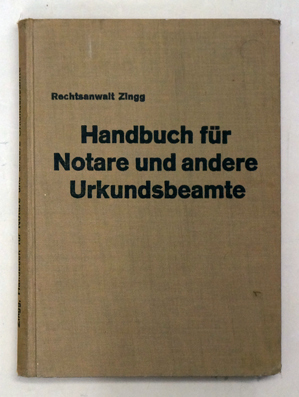 Rechtsanwalt Zingg
Handbuch für
Notare und andere
Urkundsbeamte